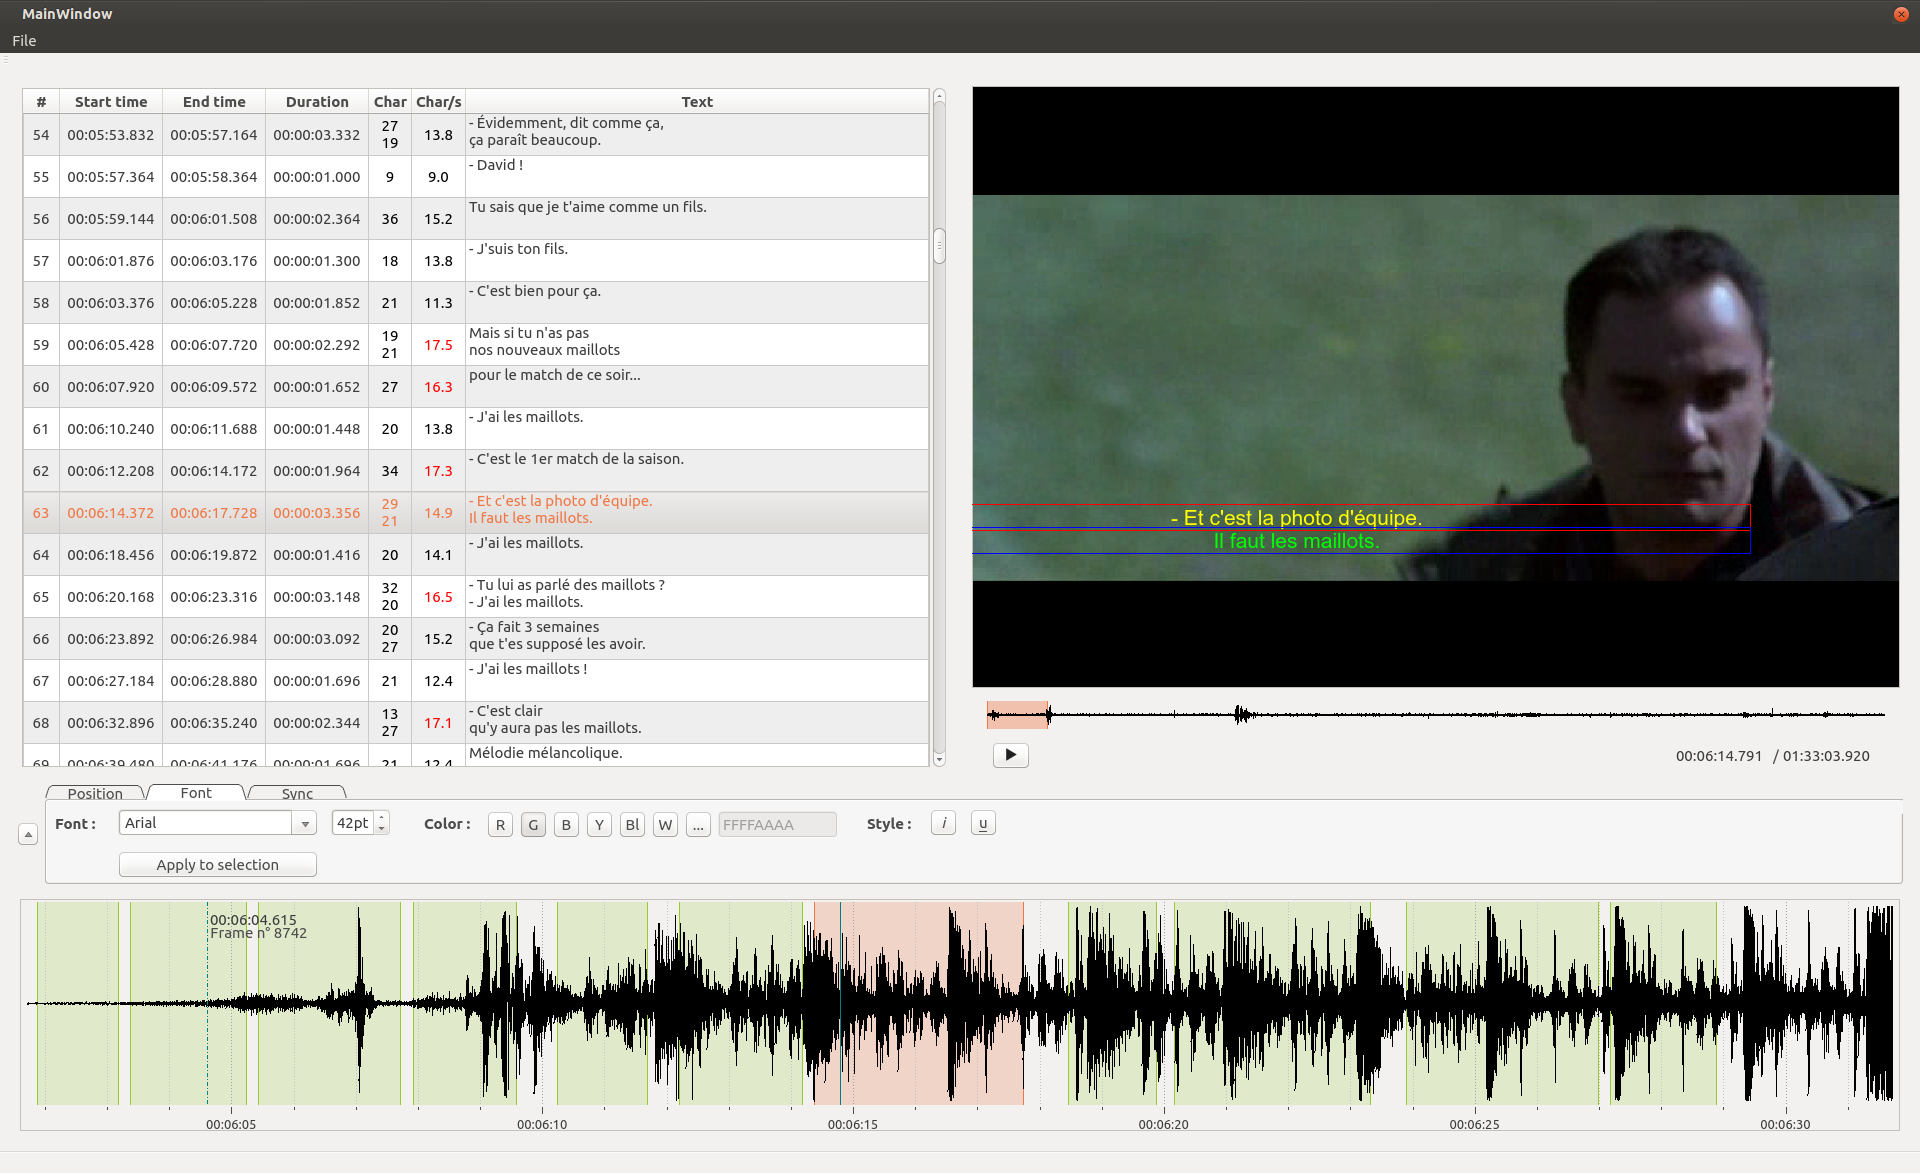 MainWindow
File
# Start time End time Duration Char Char/s Text
54 00:05:53.832 00:05:57.164 00:00:03.332 27 19 13.8 - Évidemment, dit comme ça,
ça paraît beaucoup.
55 00:05:57.364 00:05:58.364 00:00:01.000 9 9.0 - David !
56 00:05:59.144 00:06:01.508 00:00:02.364 36 15.2 Tu sais que je t'aime comme un fils.
57 00:06:01.876 00:06:03.176 00:00:01.300 18 13.8 - J'suis ton fils.
58 00:06:03.376 00:06:05.228 00:00:01.852 21 11.3 - C'est bien pour ça.
59 00:06:05.428 00:06:07.720 00:00:02.292 19 21 17.5 Mais si tu n'as pas
nos nouveaux maillots
60 00:06:07.920 00:06:09.572 00:00:01.652 27 16.3 pour le match de ce soir...
61 00:06:10.240 00:06:11.688 00:00:01.448 20 13.8 - J'ai les maillots.
62 00:06:12.208 00:06:14.172 00:00:01.964 34 17.3 - C'est le 1er match de la saison.
63 00:06:14.372 00:06:17.728 00:00:03.356 29 21 14.9 - Et c'est la photo d'équipe.
Il faut les maillots.
64 00:06:18.456 00:06:19.872 00:00:01.416 20 14.1 - J'ai les maillots.
65 00:06:20.168 00:06:23.316 00:00:03.148 32 20 16.5 - Tu lui as parlé des maillots ?
- J'ai les maillots.
66 00:06:23.892 00:06:26.984 00:00:03.092 20 27 15.2 - Ça fait 3 semaines
que t'es supposé les avoir.
67 00:06:27.184 00:06:28.880 00:00:01.696 21 12.4 - J'ai les maillots !
68 00:06:32.896 00:06:35.240 00:00:02.344 13 27 17.1 - C'est clair
qu'y aura pas les maillots.
69 00:06:39.480 00:06:41.176 00:00:01.696 21 12.4 Mélodie mélancolique.
- Et c'est la photo d'équipe.
Il faut les maillots.
00:06:14.791 / 01:33:03.920
Position Font Sync
Font : Arial 42pt Color : R G B Y Bl W ... FFFFAAAA Style : i u
Apply to selection
00:06:04.615
Frame n° 8742
00:06:05 00:06:10 00:06:15 00:06:20 00:06:25 00:06:30